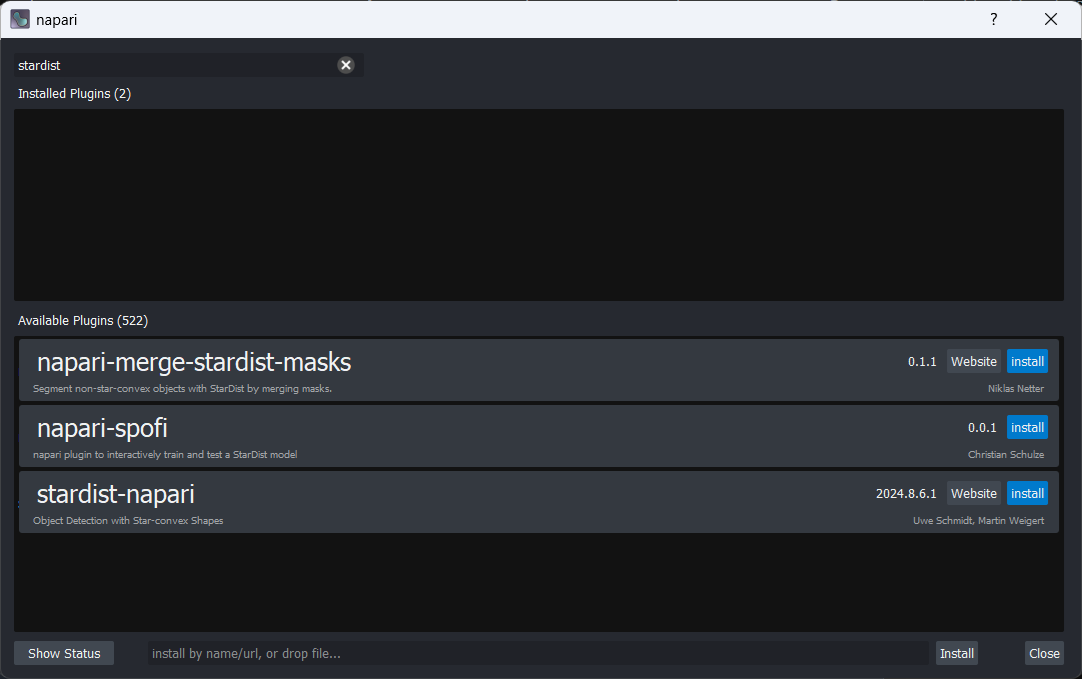 napari
?
stardist
Installed Plugins (2)
Available Plugins (522)
napari-merge-stardist-masks 0.1.1 Website install
Segment non-star-convex objects with StarDist by merging masks. Niklas Netter
napari-spofi 0.0.1 install
napari plugin to interactively train and test a StarDist model Christian Schulze
stardist-napari 2024.8.6.1 Website install
Object Detection with Star-convex Shapes Uwe Schmidt, Martin Weigert
Show Status install by name/url, or drop file... Install Close